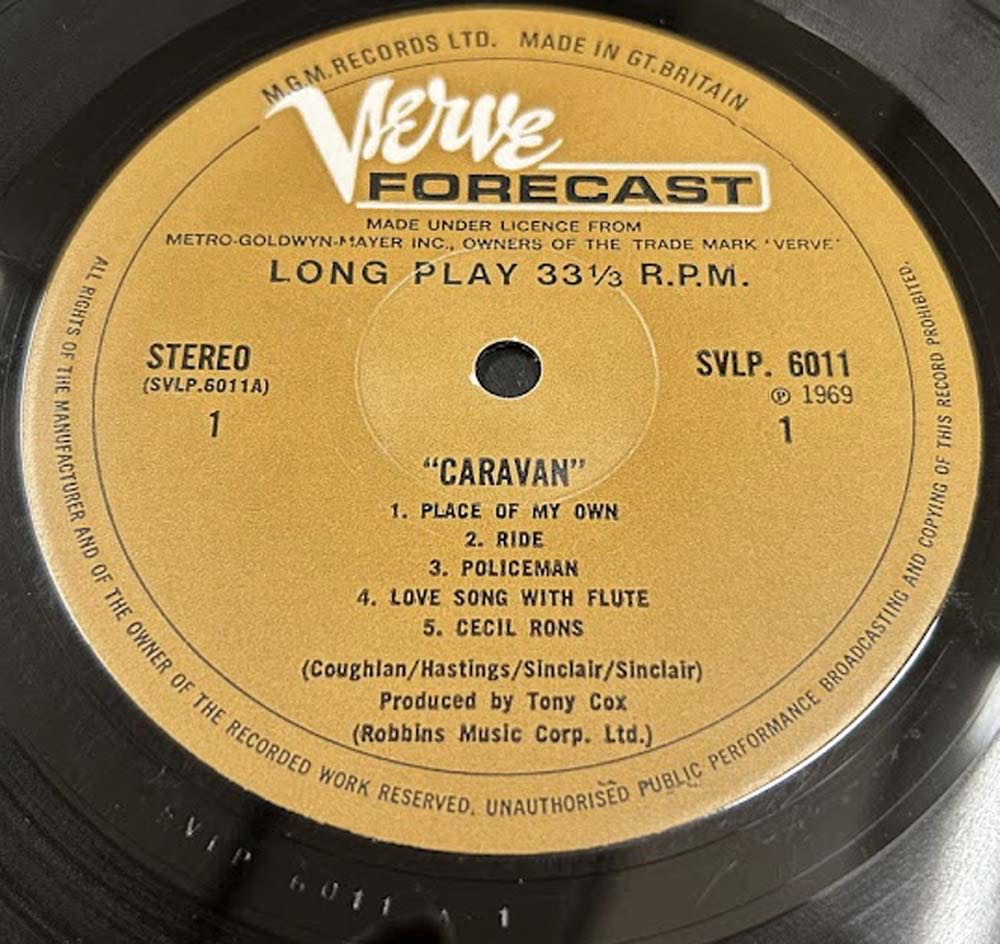 M.G.M. RECORDS LTD. MADE IN GT. BRITAIN
Verve
FORECAST
MADE UNDER LICENCE FROM
METRO-GOLDWYN-MAYER INC., OWNERS OF THE TRADE MARK 'VERVE'
LONG PLAY 33 1/3 R.P.M.
STEREO
(SVLP.6011A)
1
SVLP. 6011
℗ 1969
1
"CARAVAN"
1. PLACE OF MY OWN
2. RIDE
3. POLICEMAN
4. LOVE SONG WITH FLUTE
5. CECIL RONS
(Coughlan/Hastings/Sinclair/Sinclair)
Produced by Tony Cox
(Robbins Music Corp. Ltd.)
ALL RIGHTS OF THE MANUFACTURER AND OF THE OWNER OF THE RECORDED WORK RESERVED. UNAUTHORISED PUBLIC PERFORMANCE BROADCASTING AND COPYING OF THIS RECORD PROHIBITED.
SVLP 6011 A 1